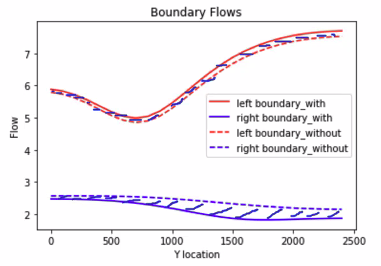 Boundary Flows
7
6
5
4
3
2
Flow
left boundary_with
right boundary_with
left boundary_without
right boundary_without
0 500 1000 1500 2000 2500
Y location